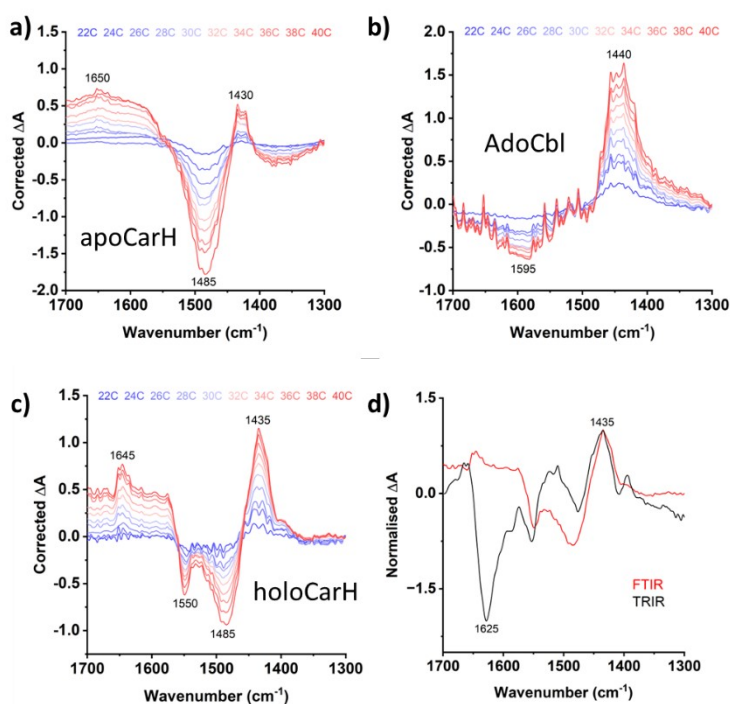 a)
22C 24C 26C 28C 30C 32C 34C 36C 38C 40C
1650
1430
1.5
1.0
0.5
0.0
-0.5
-1.0
-1.5
-2.0
Corrected ΔA
apoCarH
1485
1700 1600 1500 1400 1300
Wavenumber (cm⁻¹)
b)
22C 24C 26C 28C 30C 32C 34C 36C 38C 40C
1440
2.0
1.5
1.0
0.5
0.0
-0.5
-1.0
Corrected ΔA
AdoCbl
1595
1700 1600 1500 1400 1300
Wavenumber (cm⁻¹)
c)
22C 24C 26C 28C 30C 32C 34C 36C 38C 40C
1645
1435
1.5
1.0
0.5
0.0
-0.5
-1.0
Corrected ΔA
1550
1485
holoCarH
1700 1600 1500 1400 1300
Wavenumber (cm⁻¹)
d)
1435
1.5
0.0
−1.5
Normalised ΔA
FTIR
TRIR
1625
1700 1600 1500 1400 1300
Wavenumber (cm⁻¹)